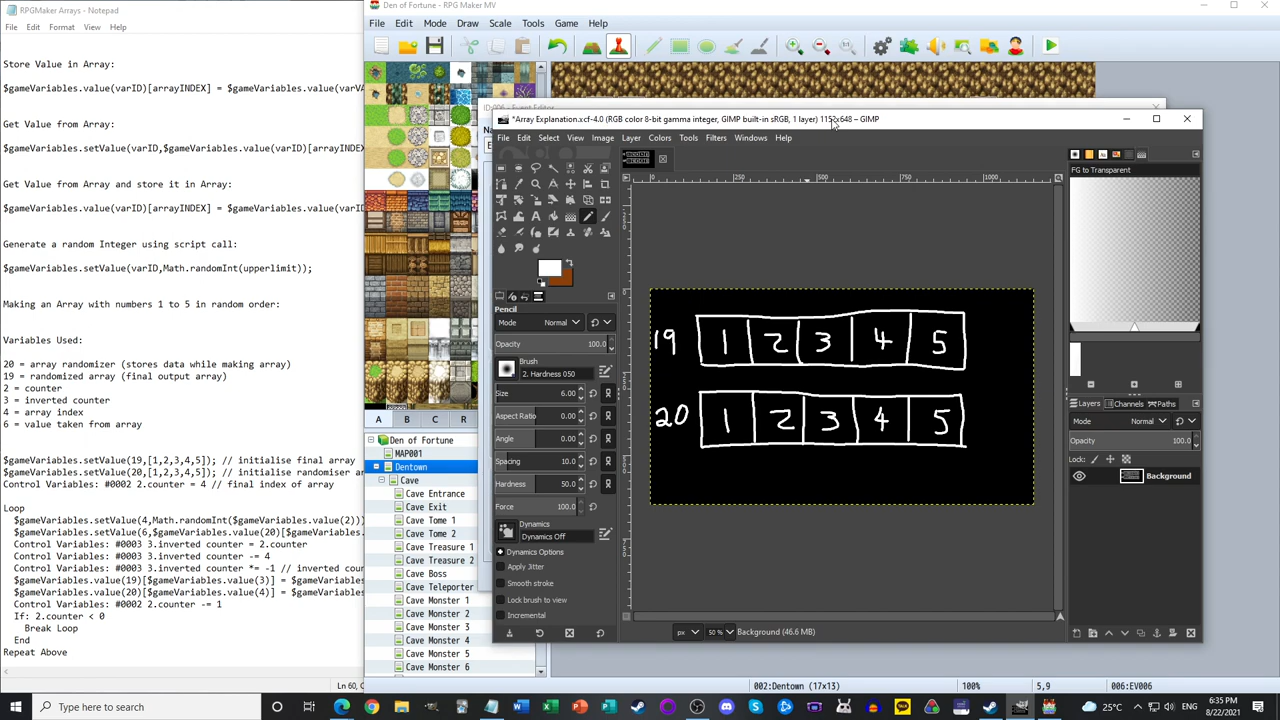 RPGMaker Arrays - Notepad
File Edit Format View Help
Store Value in Array:
$gameVariables.value(varID)[arrayINDEX] = $gameVariables.value(varVA
Get Value from Array:
$gameVariables.setValue(varID,$gameVariables.value(varID)[arrayINDEX
Get Value from Array and store it in Array:
$gameVariables.value(varID)[arrayINDEX] = $gameVariables.value(varID
Generate a random Integer using script call:
$gameVariables.setValue(varID,Math.randomInt(upperlimit));
Making an Array with numbers 1 to 5 in random order:
Variables Used:
20 = array randomizer (stores data while making array)
19 = randomized array (final output array)
2 = counter
3 = inverted counter
4 = array index
6 = value taken from array
$gameVariables.setValue(19,[1,2,3,4,5]); // initialise final array
$gameVariables.setValue(20,[1,2,3,4,5]); // initialise randomiser ar
Control Variables: #0002 2.counter = 4 // final index of array
Loop
$gameVariables.setValue(4,Math.randomInt($gameVariables.value(2)))
$gameVariables.setValue(6,$gameVariables.value(20)[$gameVariables.
Control Variables: #0003 3.inverted counter = 2.counter
Control Variables: #0003 3.inverted counter -= 4
Control Variables: #0003 3.inverted counter *= -1 // inverted coun
$gameVariables.value(19)[$gameVariables.value(3)] = $gameVariables
$gameVariables.value(20)[$gameVariables.value(4)] = $gameVariables
Control Variables: #0002 2.counter -= 1
If: 2.counter < 0
Break Loop
End
Repeat Above
Ln 60,
Den of Fortune - RPG Maker MV
File Edit Mode Draw Scale Tools Game Help
ID:006 - Event Editor
A B C R
Den of Fortune
MAP001
Dentown
Cave
Cave Entrance
Cave Exit
Cave Tome 1
Cave Tome 2
Cave Treasure 1
Cave Treasure 2
Cave Boss
Cave Teleporter
Cave Monster 1
Cave Monster 2
Cave Monster 3
Cave Monster 4
Cave Monster 5
Cave Monster 6
*Array Explanation.xcf-4.0 (RGB color 8-bit gamma integer, GIMP built-in sRGB, 1 layer) 1152x648 – GIMP
File Edit Select View Image Layer Colors Tools Filters Windows Help
0 250 500 750 1000
Pencil
Mode Normal
Opacity 100.0
Brush
2. Hardness 050
Size 6.00
Aspect Ratio 0.00
Angle 0.00
Spacing 10.0
Hardness 50.0
Force 100.0
Dynamics
Dynamics Off
Dynamics Options
Apply Jitter
Smooth stroke
Lock brush to view
Incremental
19 1 2 3 4 5
20 1 2 3 4 5
px 50 % Background (46.6 MB)
FG to Transparent
Layers Channels Paths
Mode Normal
Opacity 100.0
Lock:
Background
002:Dentown (17x13) 100% 5,9 006:EV006
Type here to search
25°C ENG 6:35 PM
8/22/2021